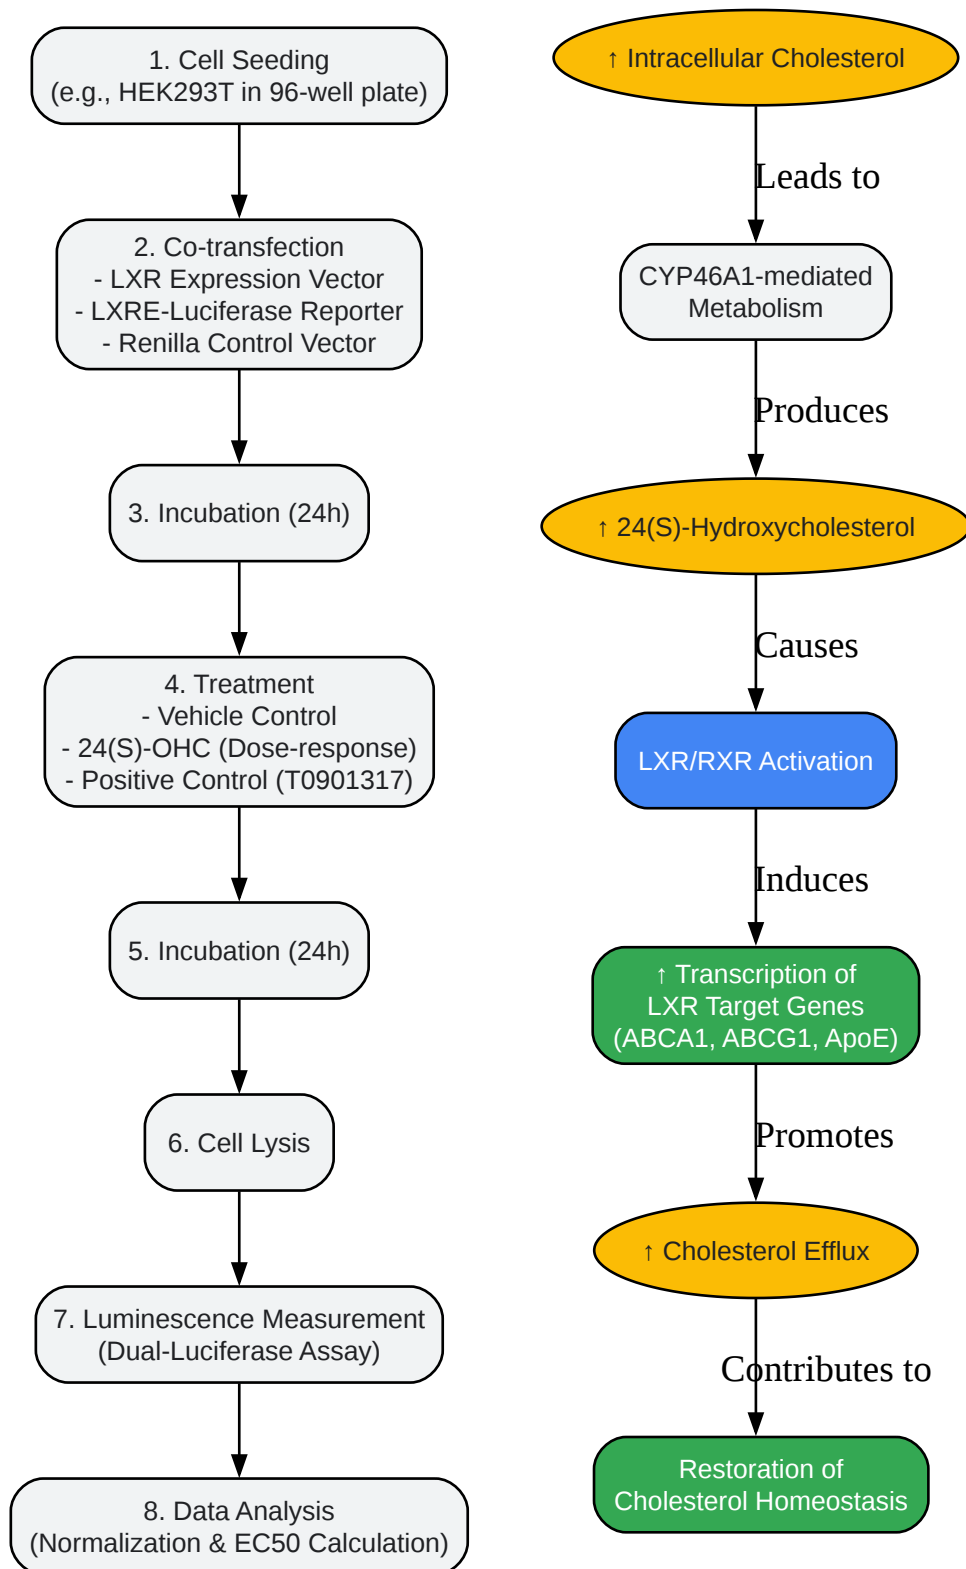 1. Cell Seeding
(e.g., HEK293T in 96-well plate)
2. Co-transfection
- LXR Expression Vector
- LXRE-Luciferase Reporter
- Renilla Control Vector
3. Incubation (24h)
4. Treatment
- Vehicle Control
- 24(S)-OHC (Dose-response)
- Positive Control (T0901317)
5. Incubation (24h)
6. Cell Lysis
7. Luminescence Measurement
(Dual-Luciferase Assay)
8. Data Analysis
(Normalization & EC50 Calculation)
↑ Intracellular Cholesterol
Leads to
CYP46A1-mediated
Metabolism
Produces
↑ 24(S)-Hydroxycholesterol
Causes
LXR/RXR Activation
Induces
↑ Transcription of
LXR Target Genes
(ABCA1, ABCG1, ApoE)
Promotes
↑ Cholesterol Efflux
Contributes to
Restoration of
Cholesterol Homeostasis